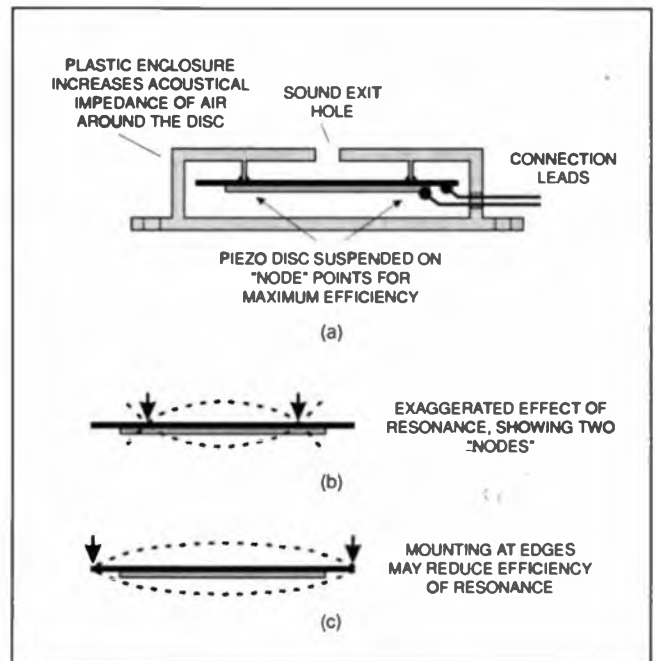 PLASTIC ENCLOSURE
INCREASES ACOUSTICAL
IMPEDANCE OF AIR
AROUND THE DISC
SOUND EXIT
HOLE
CONNECTION
LEADS
PIEZO DISC SUSPENDED ON
"NODE" POINTS FOR
MAXIMUM EFFICIENCY
(a)
EXAGGERATED EFFECT OF
RESONANCE, SHOWING TWO
"NODES"
(b)
MOUNTING AT EDGES
MAY REDUCE EFFICIENCY
OF RESONANCE
(c)